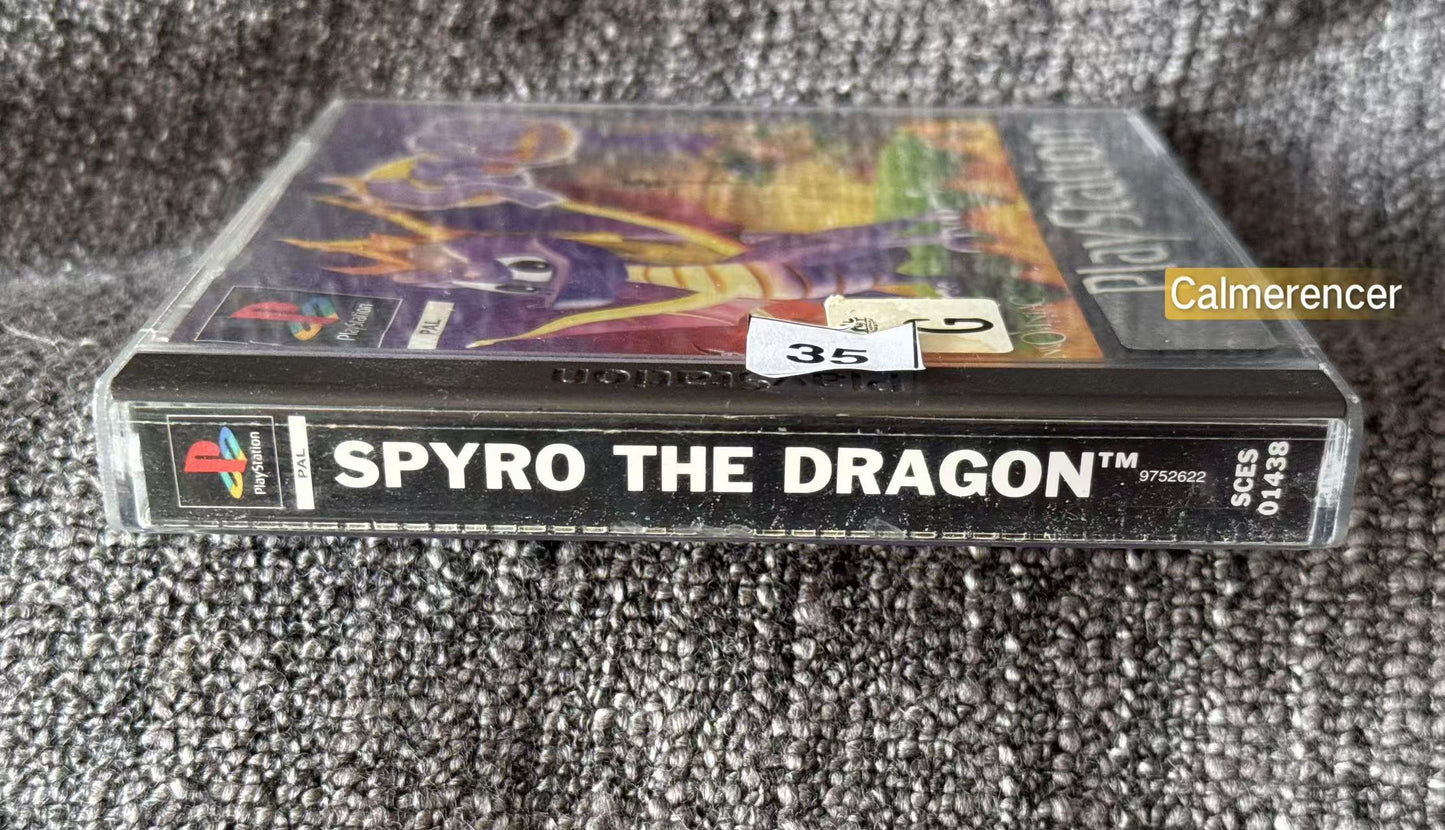 PlayStation
Calmerencer
PlayStation
PAL
G
35
PlayStation
PlayStation
PAL
SPYRO THE DRAGON™
9752622
SCES
01438